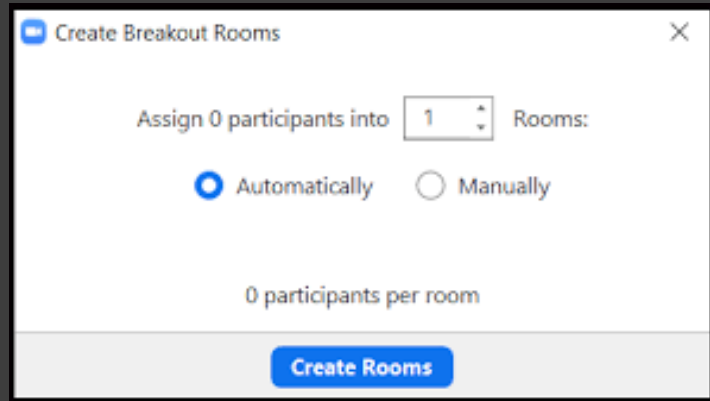 Create Breakout Rooms
Assign 0 participants into 1 Rooms:
Automatically Manually
0 participants per room
Create Rooms